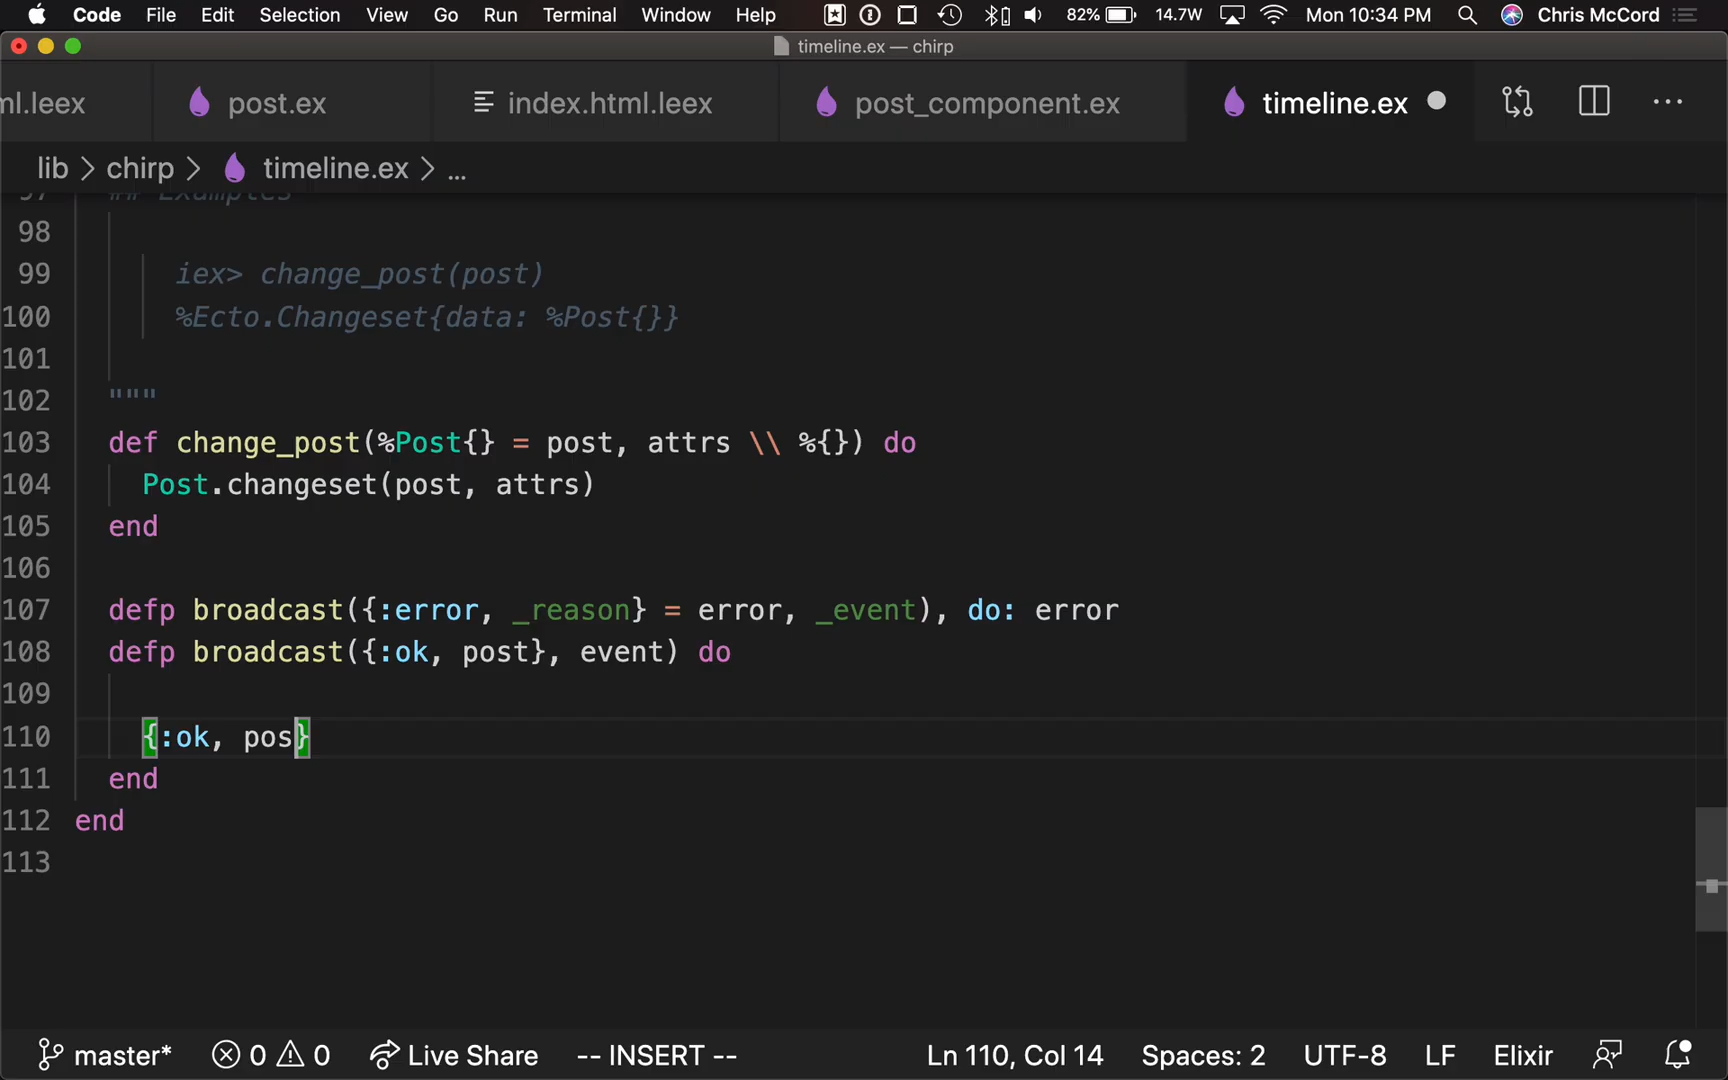 Code File Edit Selection View Go Run Terminal Window Help 82% 14.7W Mon 10:34 PM Chris McCord
timeline.ex — chirp
ml.leex post.ex index.html.leex post_component.ex timeline.ex
lib > chirp > timeline.ex > ...
97 ## Examples
98
99 iex> change_post(post)
100 %Ecto.Changeset{data: %Post{}}
101
102 """
103 def change_post(%Post{} = post, attrs \\ %{}) do
104 Post.changeset(post, attrs)
105 end
106
107 defp broadcast({:error, _reason} = error, _event), do: error
108 defp broadcast({:ok, post}, event) do
109
110 {:ok, pos}
111 end
112 end
113
master* 0 0 Live Share -- INSERT -- Ln 110, Col 14 Spaces: 2 UTF-8 LF Elixir